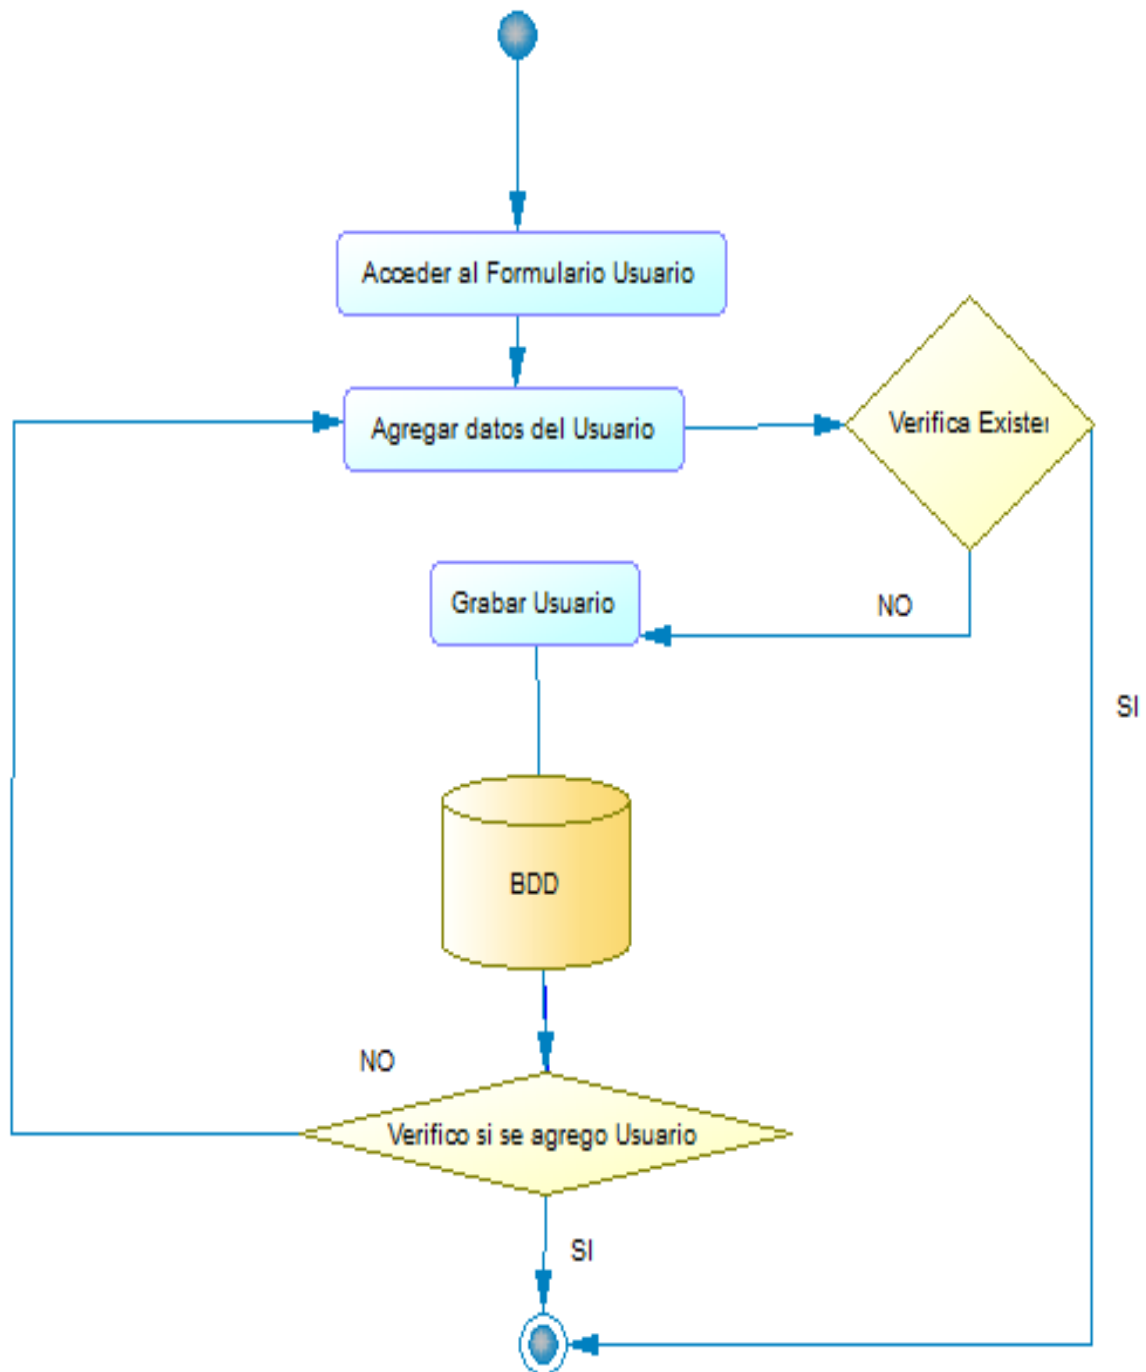 Acceder al Formulario Usuario
Agregar datos del Usuario
Verifica Exister
Grabar Usuario
NO
SI
BDD
NO
Verifico si se agrego Usuario
SI